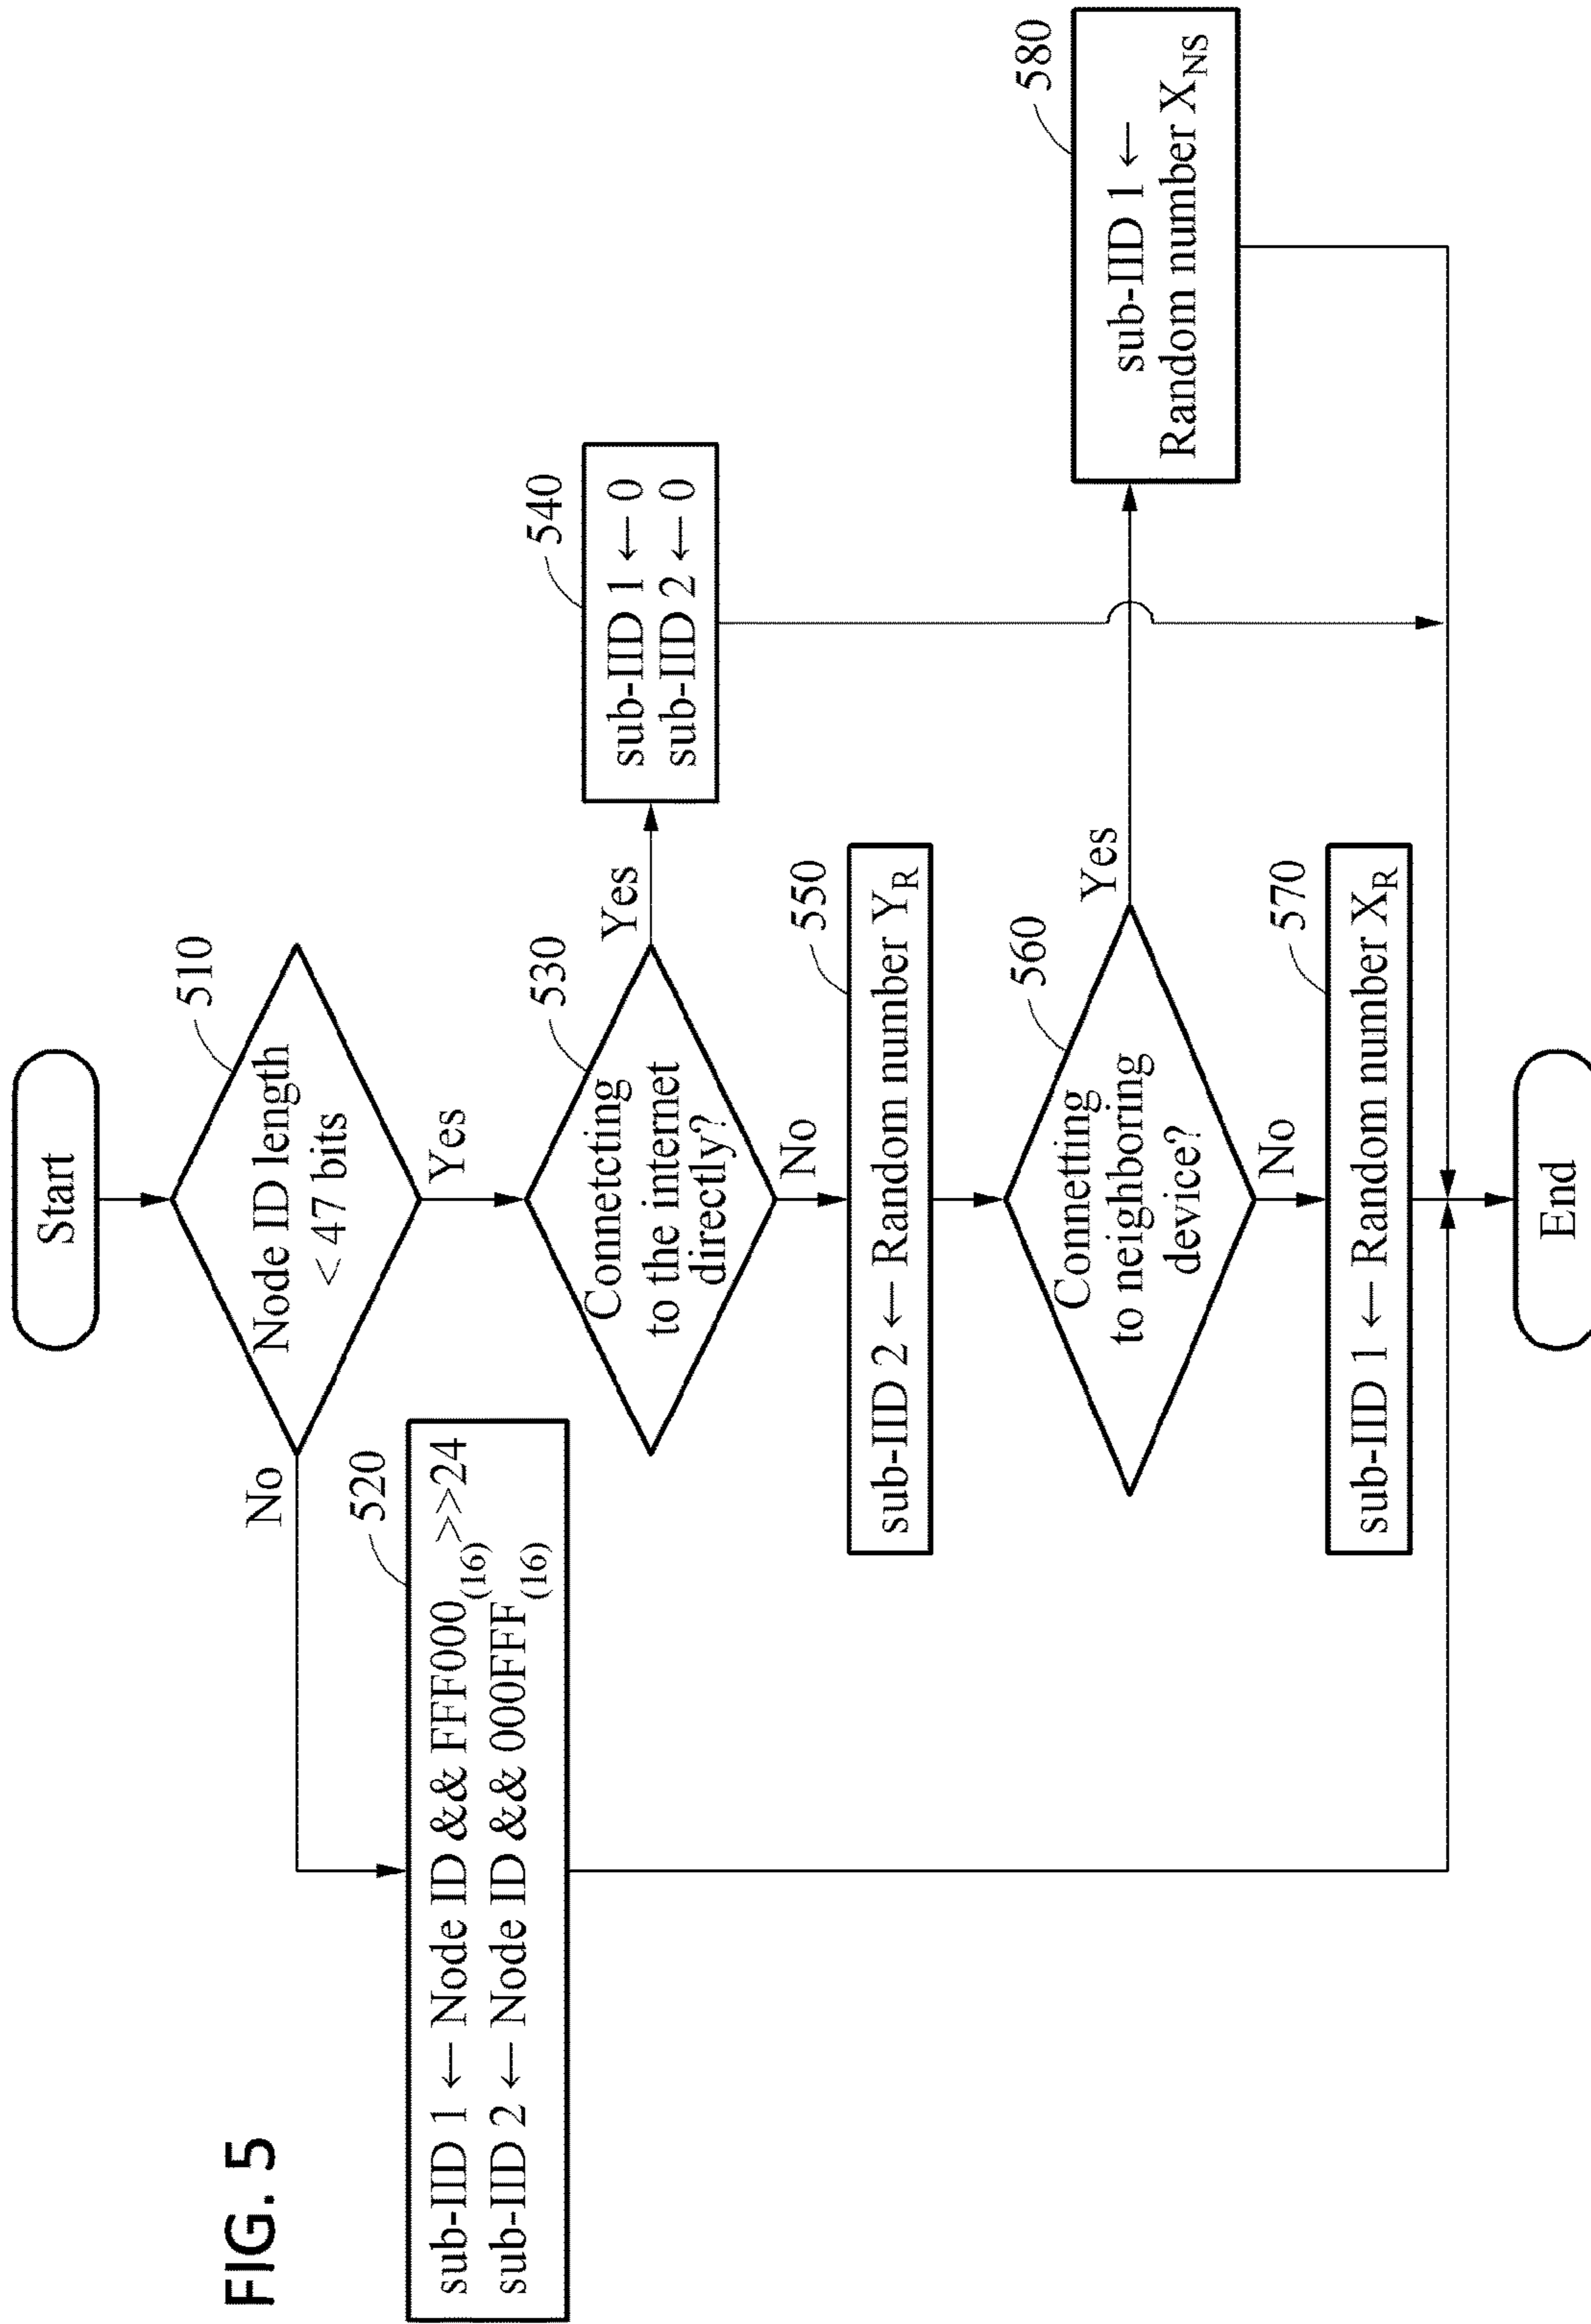 FIG. 5
Start
510
Node ID length
< 47 bits
No
Yes
520
sub-IID 1 ← Node ID && FFF000(16)>>24
sub-IID 2 ← Node ID && 000FFF(16)
530
Connetcting
to the internet
directly?
Yes
No
540
sub-IID 1 ← 0
sub-IID 2 ← 0
550
sub-IID 2 ← Random number YR
560
Connetting
to neighboring
device?
Yes
No
580
sub-IID 1 ←
Random number XNS
570
sub-IID 1 ← Random number XR
End